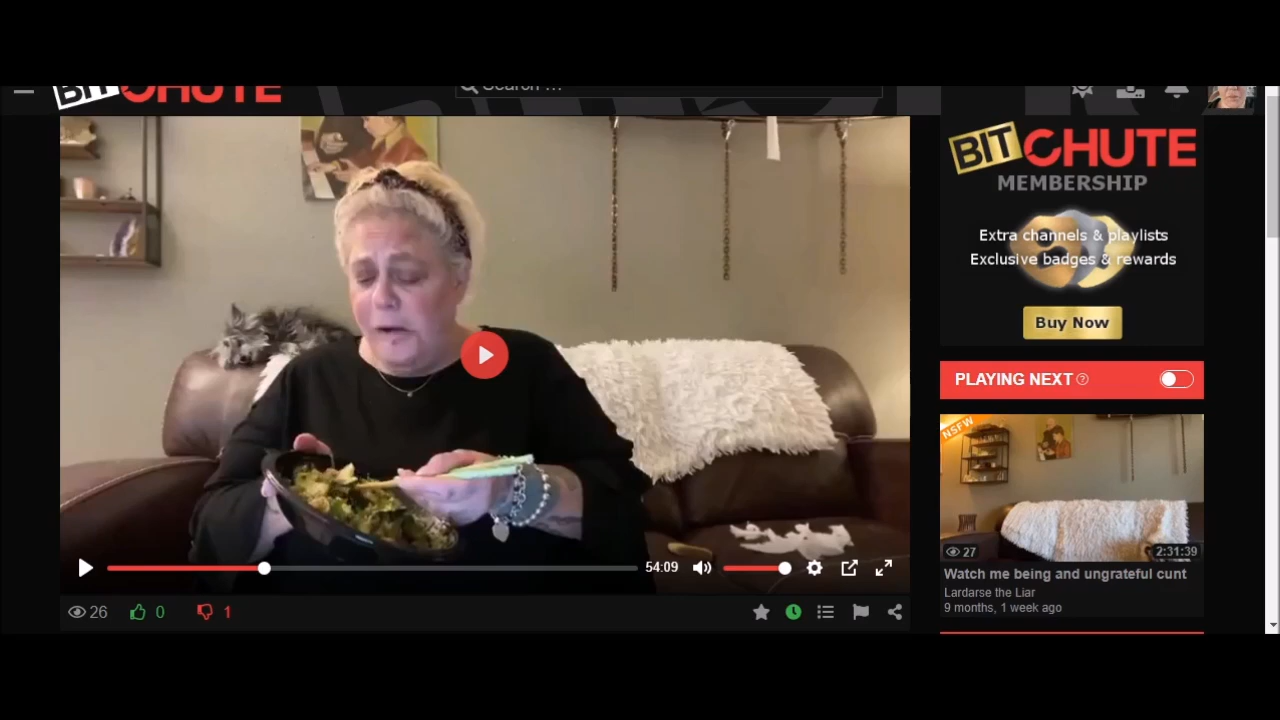 BITCHUTE
Search ...
BITCHUTE
MEMBERSHIP
Extra channels & playlists
Exclusive badges & rewards
Buy Now
PLAYING NEXT
NSFW
27
2:31:39
Watch me being and ungrateful cunt
Lardarse the Liar
9 months, 1 week ago
54:09
26
0
1